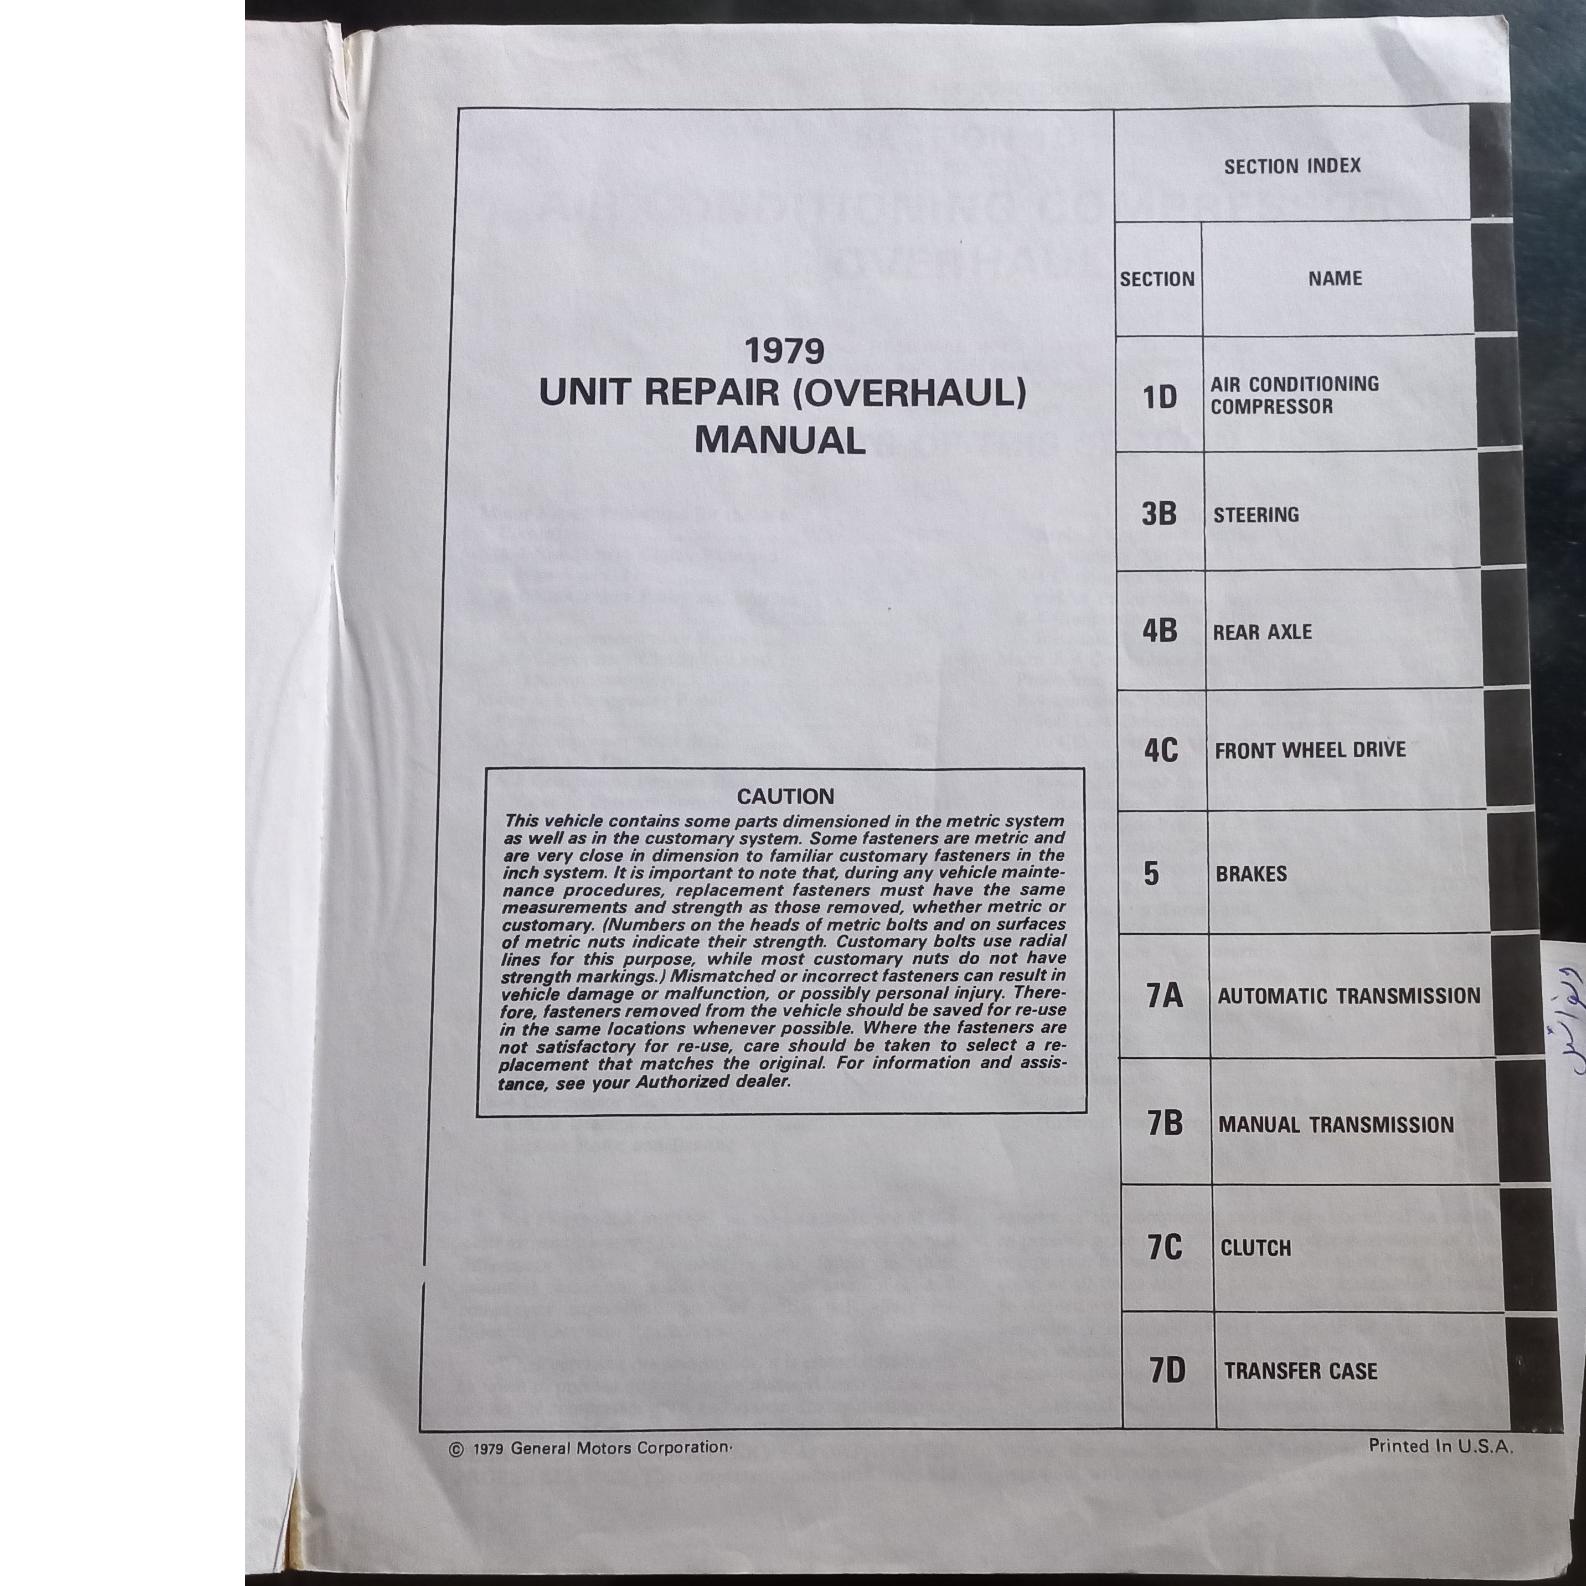 1979
UNIT REPAIR (OVERHAUL)
MANUAL
CAUTION
This vehicle contains some parts dimensioned in the metric system
as well as in the customary system. Some fasteners are metric and
are very close in dimension to familiar customary fasteners in the
inch system. It is important to note that, during any vehicle mainte-
nance procedures, replacement fasteners must have the same
measurements and strength as those removed, whether metric or
customary. (Numbers on the heads of metric bolts and on surfaces
of metric nuts indicate their strength. Customary bolts use radial
lines for this purpose, while most customary nuts do not have
strength markings.) Mismatched or incorrect fasteners can result in
vehicle damage or malfunction, or possibly personal injury. There-
fore, fasteners removed from the vehicle should be saved for re-use
in the same locations whenever possible. Where the fasteners are
not satisfactory for re-use, care should be taken to select a re-
placement that matches the original. For information and assis-
tance, see your Authorized dealer.
SECTION INDEX
SECTION NAME
1D AIR CONDITIONING
COMPRESSOR
3B STEERING
4B REAR AXLE
4C FRONT WHEEL DRIVE
5 BRAKES
7A AUTOMATIC TRANSMISSION
7B MANUAL TRANSMISSION
7C CLUTCH
7D TRANSFER CASE
© 1979 General Motors Corporation.
Printed In U.S.A.